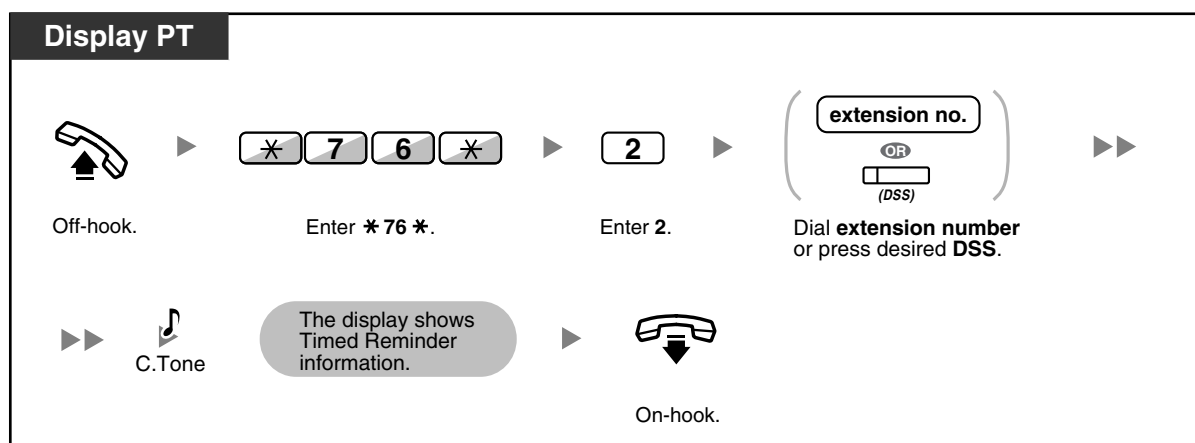 Display PT
extension no.
OR
(DSS)
* 7 6 *
2
Off-hook.
Enter * 76 *.
Enter 2.
Dial extension number
or press desired DSS.
C.Tone
The display shows
Timed Reminder
information.
On-hook.